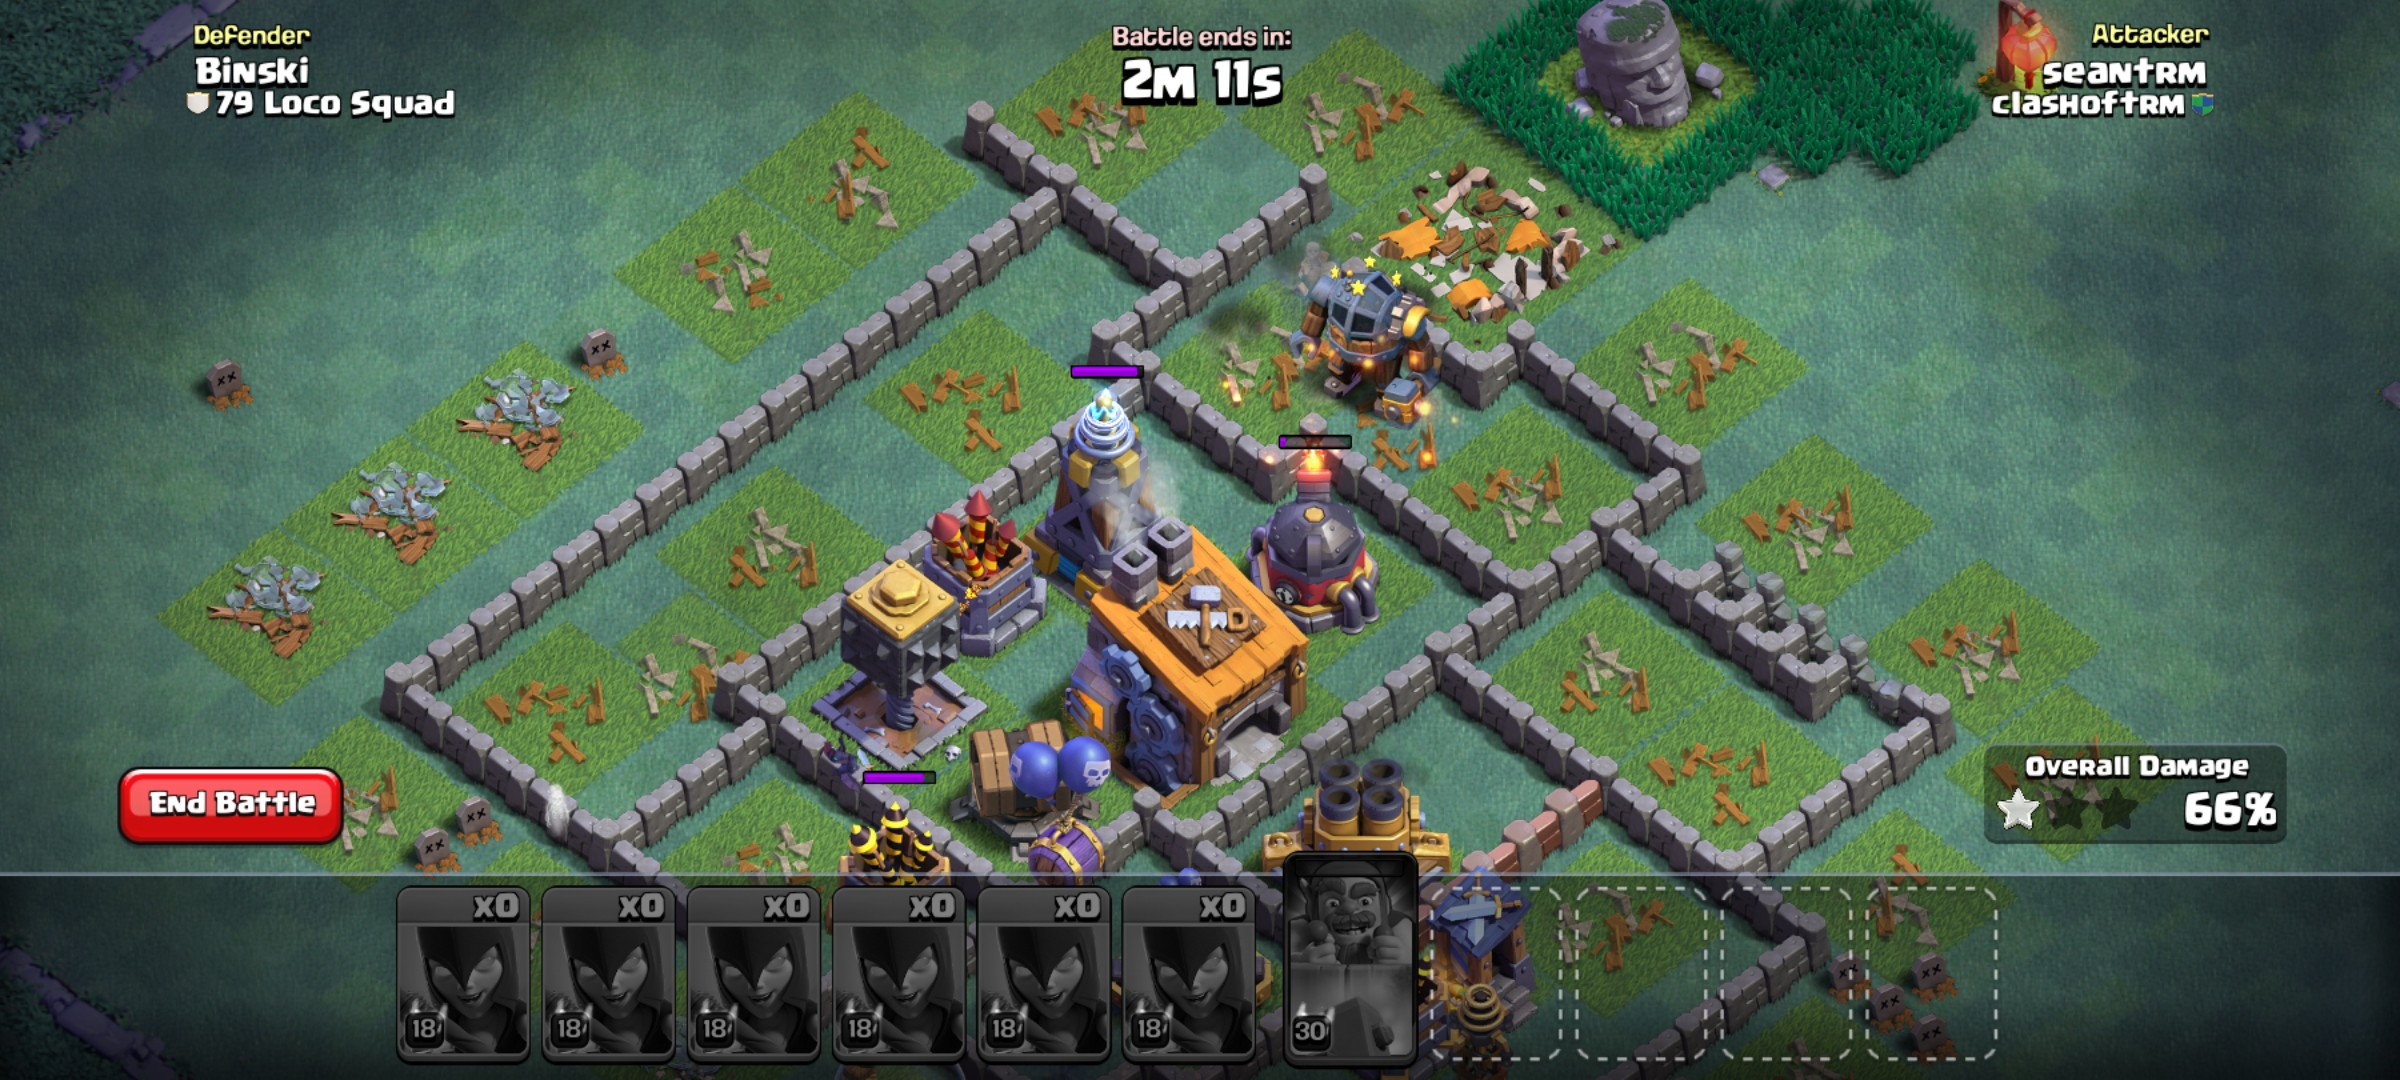 Defender
Binski
79 Loco Squad
Battle ends in:
2m 11s
Attacker
seantrm
clashoftrm
End Battle
Overall Damage
66%
x0
x0
x0
x0
x0
x0
18
18
18
18
18
18
30